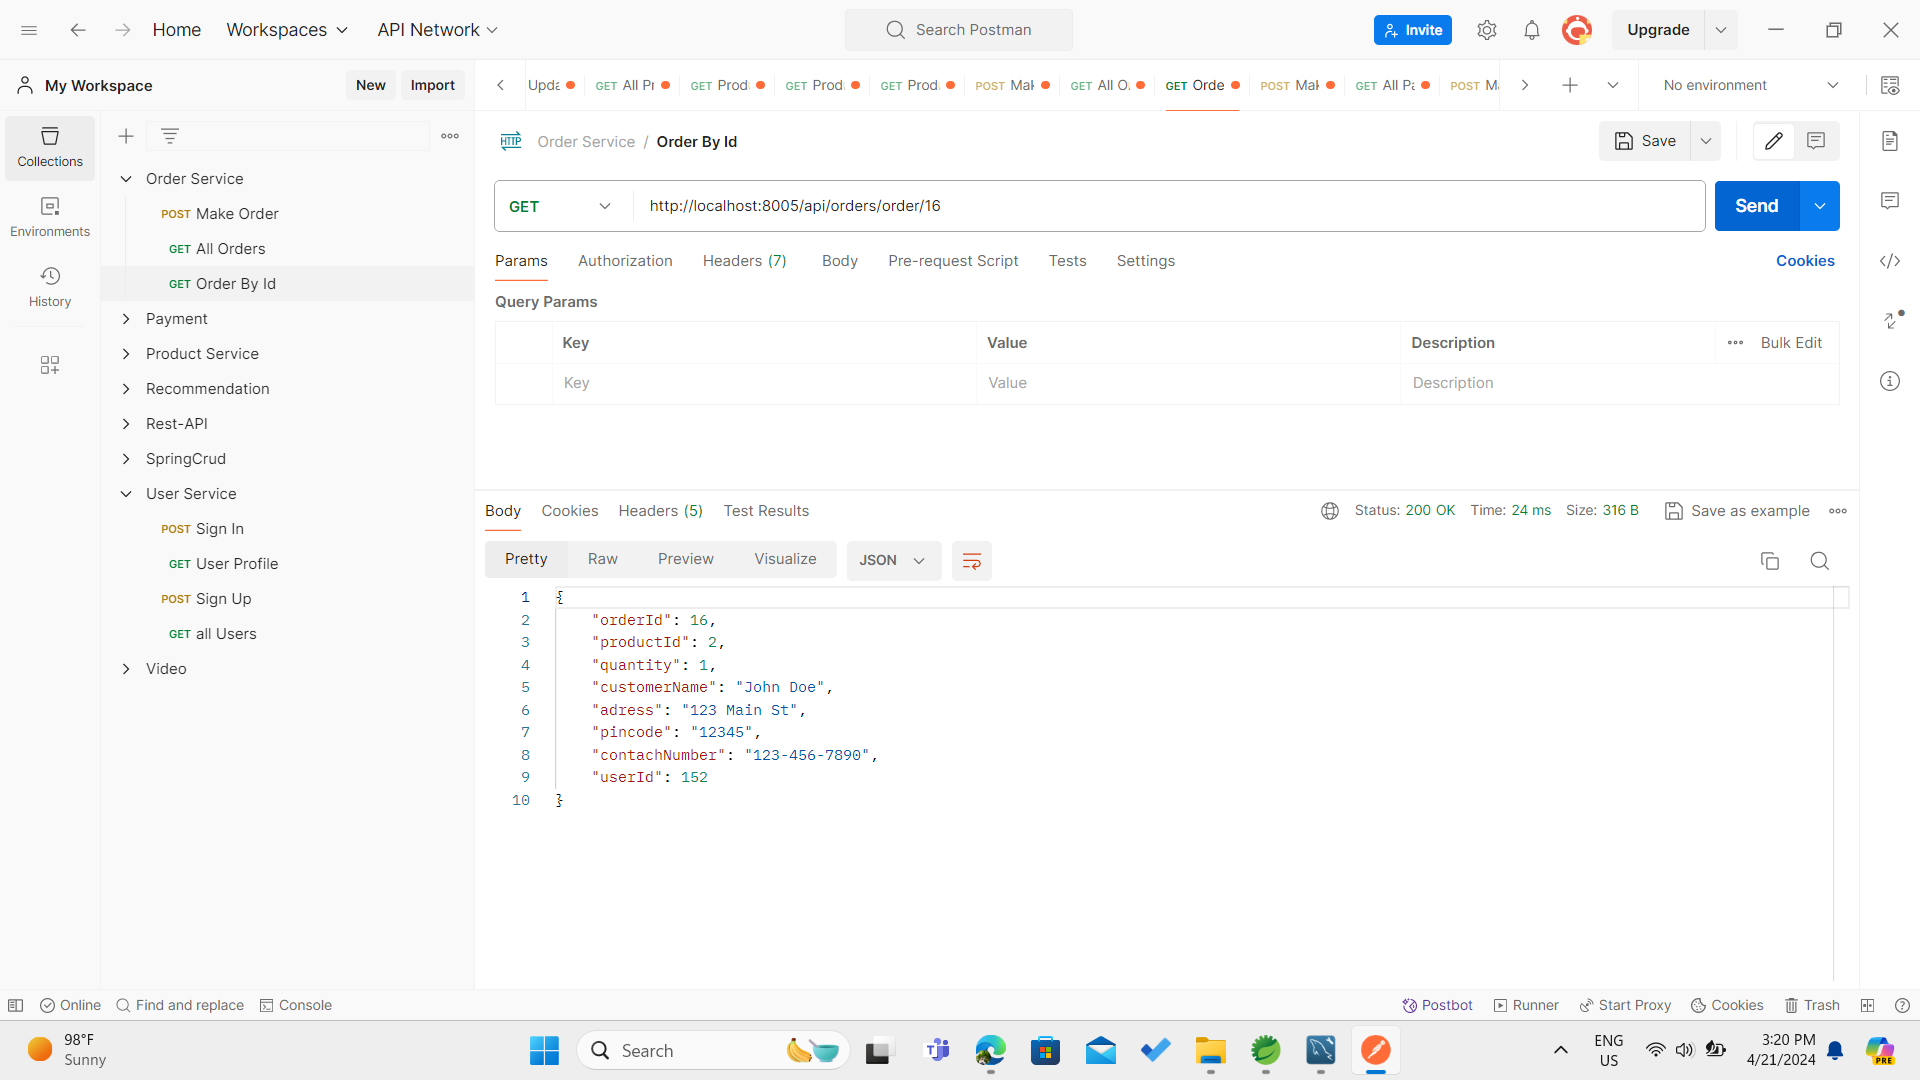 Home
Workspaces
API Network
Search Postman
Invite
Upgrade
My Workspace
New
Import
Upda
GET All Pr
GET Prod
GET Prod
GET Prod
POST Mak
GET All O
GET Orde
POST Mak
GET All Pa
POST Ma
No environment
Collections
Environments
History
Order Service
POST Make Order
GET All Orders
GET Order By Id
Payment
Product Service
Recommendation
Rest-API
SpringCrud
User Service
POST Sign In
GET User Profile
POST Sign Up
GET all Users
Video
HTTP Order Service / Order By Id
Save
GET http://localhost:8005/api/orders/order/16
Send
Params Authorization Headers (7) Body Pre-request Script Tests Settings Cookies
Query Params
Key Value Description Bulk Edit
Key Value Description
Body Cookies Headers (5) Test Results Status: 200 OK Time: 24 ms Size: 316 B Save as example
Pretty Raw Preview Visualize JSON
1 {
2 "orderId": 16,
3 "productId": 2,
4 "quantity": 1,
5 "customerName": "John Doe",
6 "adress": "123 Main St",
7 "pincode": "12345",
8 "contachNumber": "123-456-7890",
9 "userId": 152
10 }
Online Find and replace Console Postbot Runner Start Proxy Cookies Trash
98°F
Sunny
Search
ENG
US
3:20 PM
4/21/2024
PRE